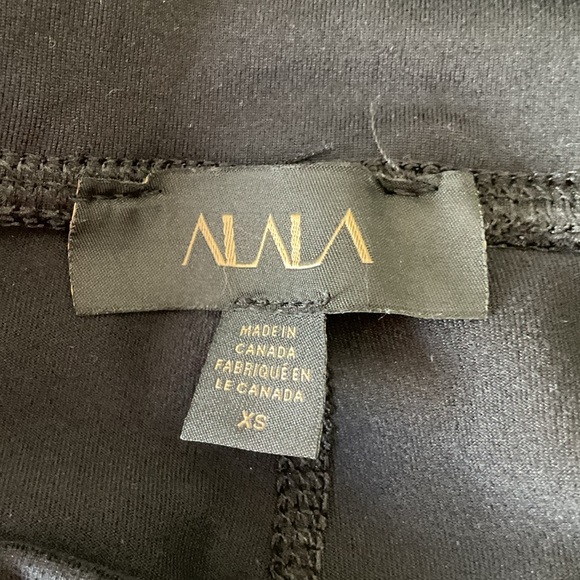 ALALA
MADE IN
CANADA
FABRIQUÉ EN
LE CANADA
XS